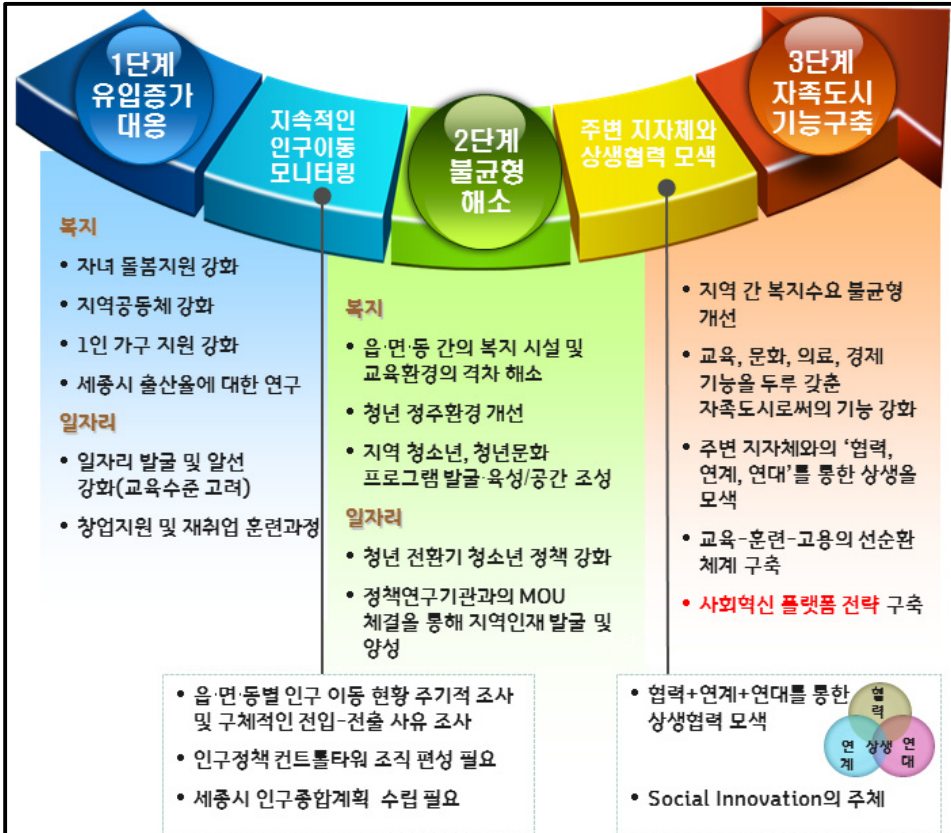 1단계
유입증가
대응
지속적인
인구이동
모니터링
2단계
불균형
해소
주변 지자체와
상생협력 모색
3단계
자족도시
기능구축
복지
• 자녀 돌봄지원 강화
• 지역공동체 강화
• 1인 가구 지원 강화
• 세종시 출산율에 대한 연구
일자리
• 일자리 발굴 및 알선
강화(교육수준 고려)
• 창업지원 및 재취업 훈련과정
복지
• 읍·면·동 간의 복지 시설 및
교육환경의 격차 해소
• 청년 정주환경 개선
• 지역 청소년, 청년문화
프로그램 발굴·육성/공간 조성
일자리
• 청년 전환기 청소년 정책 강화
• 정책연구기관과의 MOU
체결을 통해 지역인재 발굴 및
양성
• 지역 간 복지수요 불균형
개선
• 교육, 문화, 의료, 경제
기능을 두루 갖춘
자족도시로써의 기능 강화
• 주변 지자체와의 ‘협력,
연계, 연대’를 통한 상생을
모색
• 교육-훈련-고용의 선순환
체계 구축
• 사회혁신 플랫폼 전략 구축
• 읍·면·동별 인구 이동 현황 주기적 조사
및 구체적인 전입-전출 사유 조사
• 인구정책 컨트롤타워 조직 편성 필요
• 세종시 인구종합계획 수립 필요
• 협력+연계+연대를 통한
상생협력 모색
협
력
연
계
상생
연
대
• Social Innovation의 주체